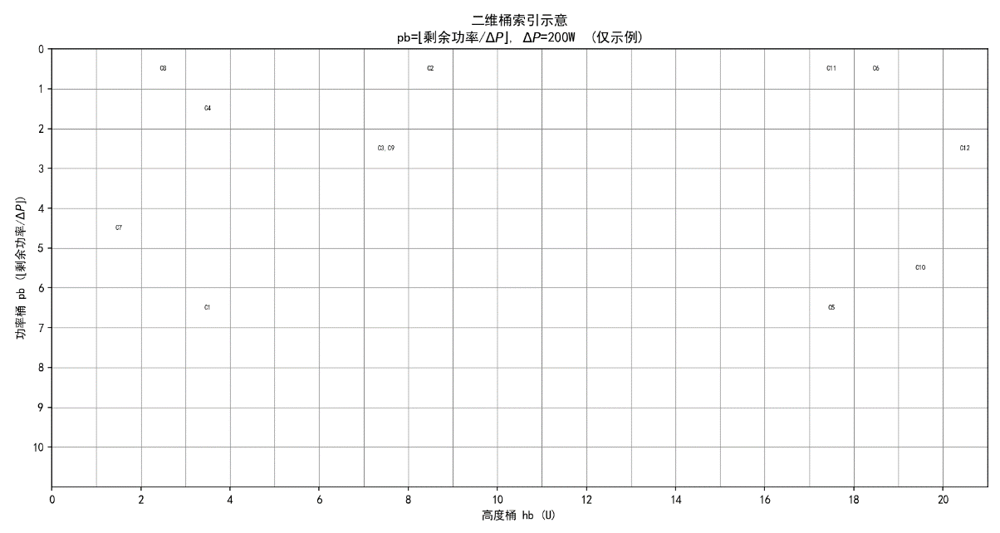 二维桶索引示意
pb=⌊剩余功率/ΔP⌋, ΔP=200W (仅示例)
0
C8 C2 C11 C6
1
C4
2
C3, C9 C12
3
4
C7
5
C10
6
C1 C5
7
8
9
10
0 2 4 6 8 10 12 14 16 18 20
高度桶 hb (U)
功率桶 pb (⌊剩余功率/ΔP⌋)